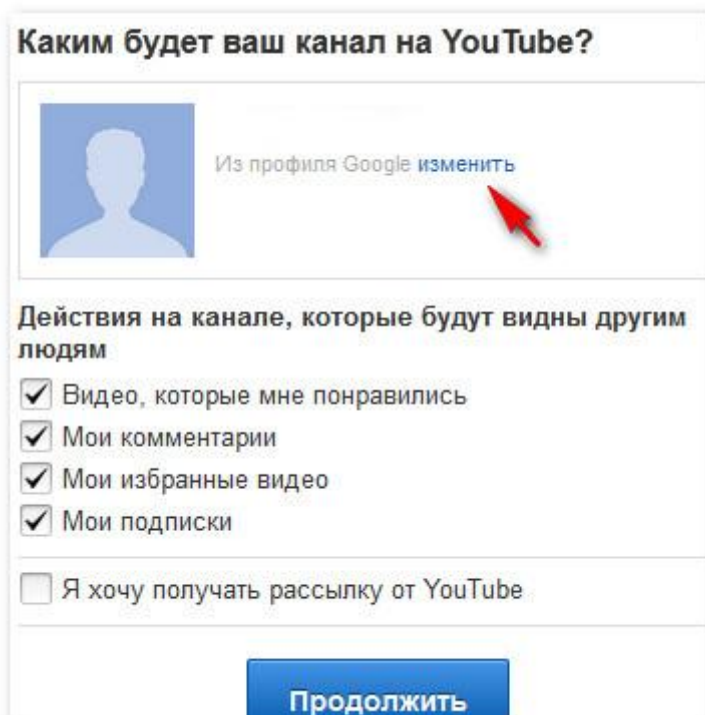 Каким будет ваш канал на YouTube?
Из профиля Google изменить
Действия на канале, которые будут видны другим
людям
Видео, которые мне понравились
Мои комментарии
Мои избранные видео
Мои подписки
Я хочу получать рассылку от YouTube
Продолжить